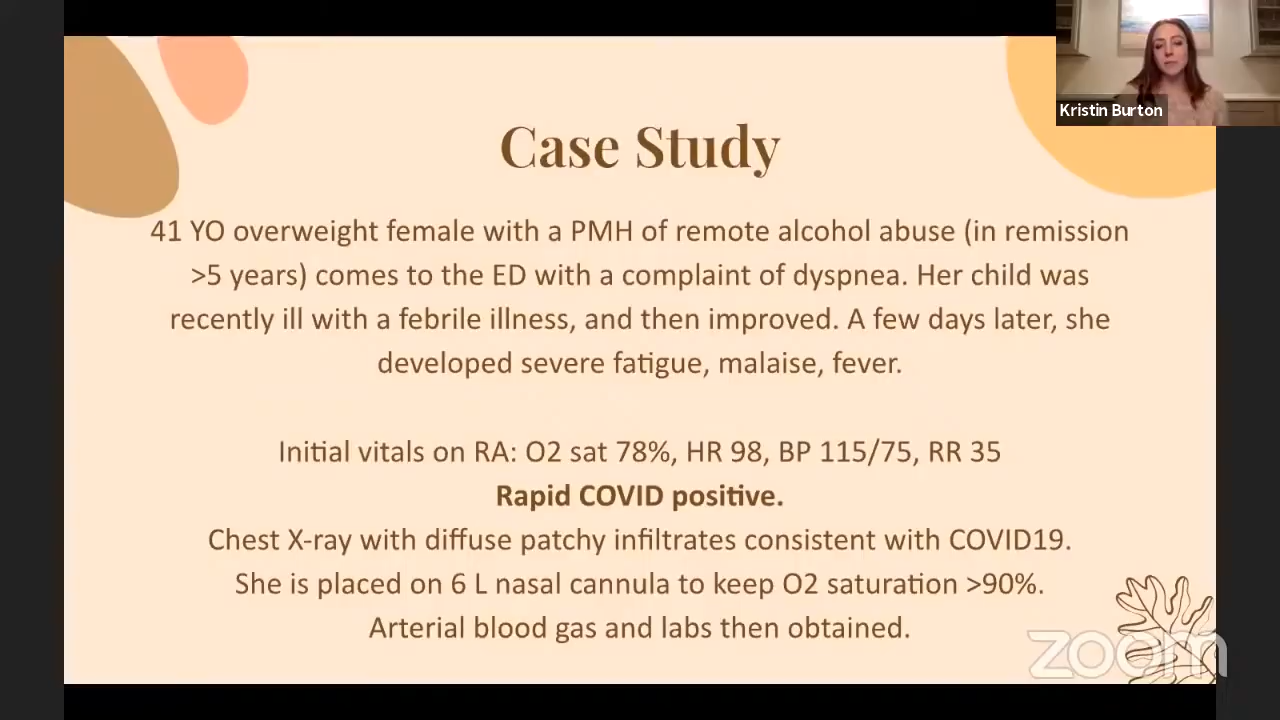 Kristin Burton
Case Study
41 YO overweight female with a PMH of remote alcohol abuse (in remission
>5 years) comes to the ED with a complaint of dyspnea. Her child was
recently ill with a febrile illness, and then improved. A few days later, she
developed severe fatigue, malaise, fever.
Initial vitals on RA: O2 sat 78%, HR 98, BP 115/75, RR 35
Rapid COVID positive.
Chest X-ray with diffuse patchy infiltrates consistent with COVID19.
She is placed on 6 L nasal cannula to keep O2 saturation >90%.
Arterial blood gas and labs then obtained.
zoom